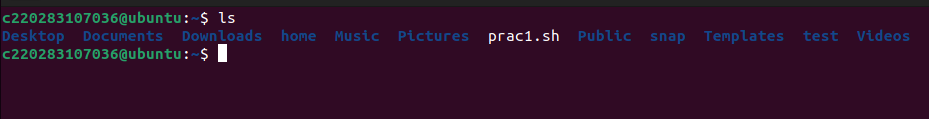 c220283107036@ubuntu:~$ ls
Desktop  Documents  Downloads  home  Music  Pictures  prac1.sh  Public  snap  Templates  test  Videos
c220283107036@ubuntu:~$